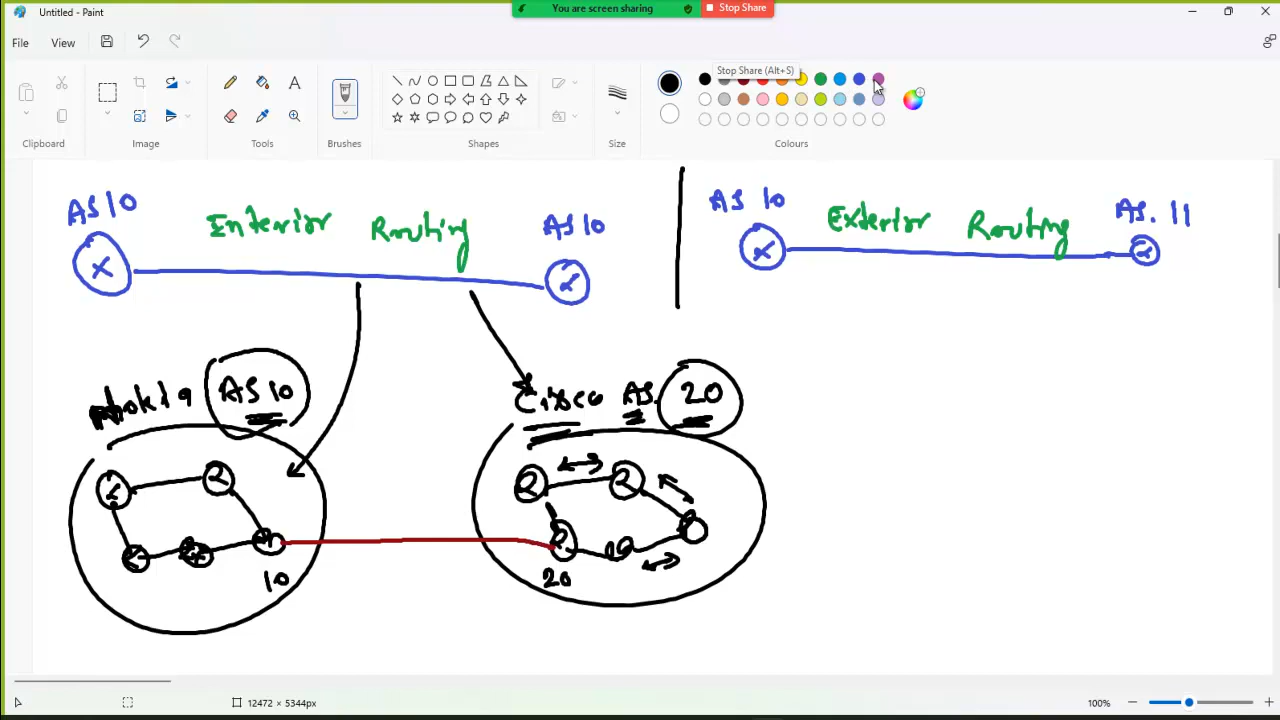 Untitled - Paint
You are screen sharing
Stop Share
File
View
Stop Share (Alt+S)
Clipboard
Image
Tools
Brushes
Shapes
Size
Colours
AS 10
Enterior Routing
AS 10
AS 10
Exterior Routing
AS. 11
AS 10
Cisco AS. 20
10
20
12472 × 5344px
100%